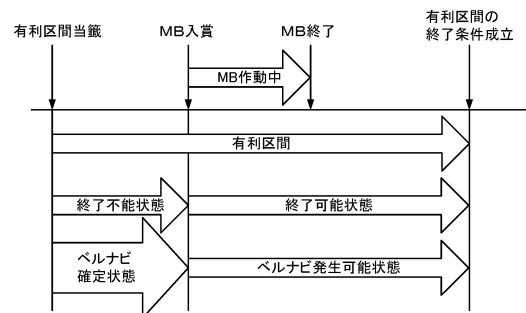 有利区間当籤
MB入賞
MB終了
有利区間の
終了条件成立
MB作動中
有利区間
終了不能状態
終了可能状態
ベルナビ
確定状態
ベルナビ発生可能状態